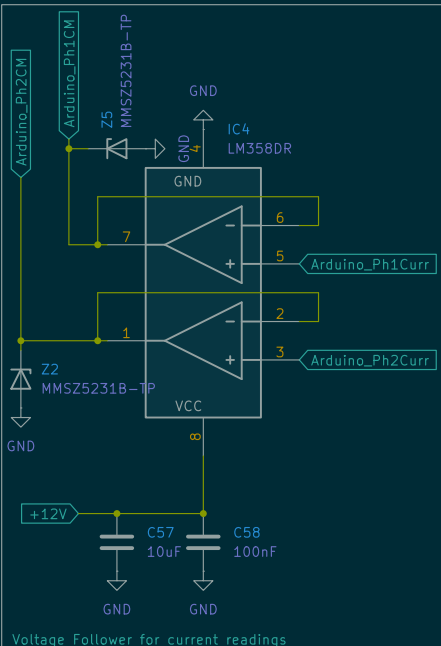 Arduino_Ph2CM
Arduino_Ph1CM
Z5
MMSZ5231B-TP
GND
GND
4
IC4
LM358DR
GND
7
6
5
Arduino_Ph1Curr
1
2
3
Arduino_Ph2Curr
Z2
MMSZ5231B-TP
GND
VCC
8
+12V
C57
10uF
C58
100nF
GND
GND
Voltage Follower for current readings